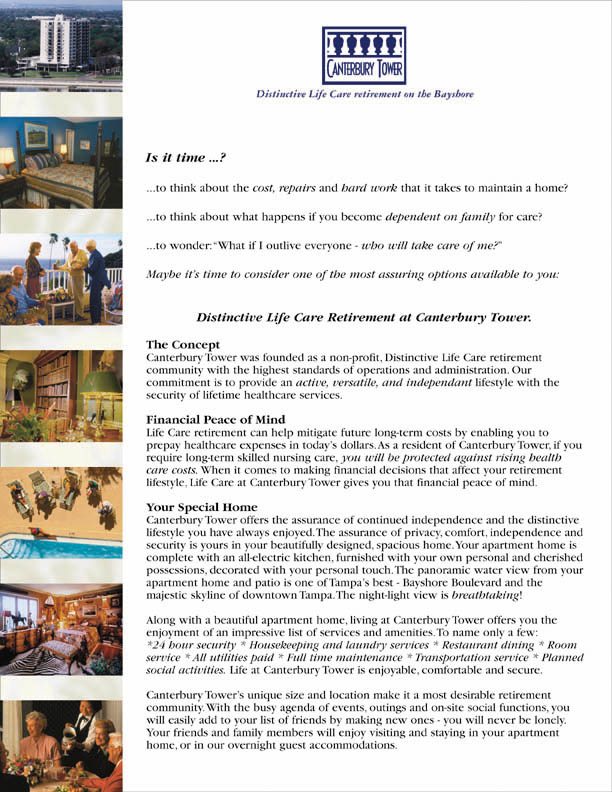 CANTERBURY TOWER
Distinctive Life Care retirement on the Bayshore
Is it time ...?
...to think about the cost, repairs and hard work that it takes to maintain a home?
...to think about what happens if you become dependent on family for care?
...to wonder: "What if I outlive everyone - who will take care of me?"
Maybe it's time to consider one of the most assuring options available to you:
Distinctive Life Care Retirement at Canterbury Tower.
The Concept
Canterbury Tower was founded as a non-profit, Distinctive Life Care retirement
community with the highest standards of operations and administration. Our
commitment is to provide an active, versatile, and independant lifestyle with the
security of lifetime healthcare services.
Financial Peace of Mind
Life Care retirement can help mitigate future long-term costs by enabling you to
prepay healthcare expenses in today's dollars. As a resident of Canterbury Tower, if you
require long-term skilled nursing care, you will be protected against rising health
care costs. When it comes to making financial decisions that affect your retirement
lifestyle, Life Care at Canterbury Tower gives you that financial peace of mind.
Your Special Home
Canterbury Tower offers the assurance of continued independence and the distinctive
lifestyle you have always enjoyed. The assurance of privacy, comfort, independence and
security is yours in your beautifully designed, spacious home. Your apartment home is
complete with an all-electric kitchen, furnished with your own personal and cherished
possessions, decorated with your personal touch. The panoramic water view from your
apartment home and patio is one of Tampa's best - Bayshore Boulevard and the
majestic skyline of downtown Tampa. The night-light view is breathtaking!
Along with a beautiful apartment home, living at Canterbury Tower offers you the
enjoyment of an impressive list of services and amenities. To name only a few:
*24 hour security * Housekeeping and laundry services * Restaurant dining * Room
service * All utilities paid * Full time maintenance * Transportation service * Planned
social activities. Life at Canterbury Tower is enjoyable, comfortable and secure.
Canterbury Tower's unique size and location make it a most desirable retirement
community. With the busy agenda of events, outings and on-site social functions, you
will easily add to your list of friends by making new ones - you will never be lonely.
Your friends and family members will enjoy visiting and staying in your apartment
home, or in our overnight guest accommodations.